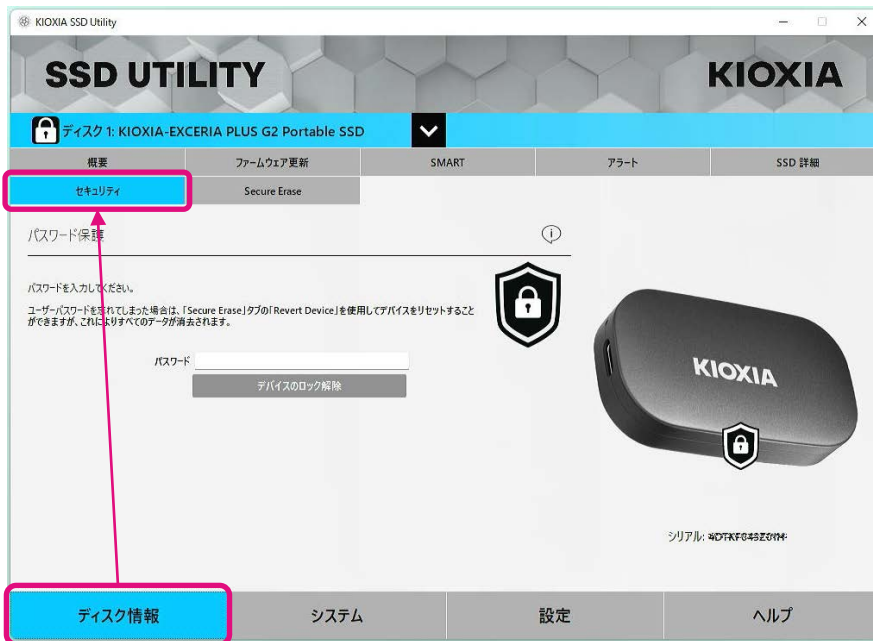 KIOXIA SSD Utility
SSD UTILITY
KIOXIA
ディスク 1: KIOXIA-EXCERIA PLUS G2 Portable SSD
概要
ファームウェア更新
SMART
アラート
SSD 詳細
セキュリティ
Secure Erase
パスワード保護
パスワードを入力してください。
ユーザーパスワードを忘れてしまった場合は、「Secure Erase」タブの「Revert Device」を使用してデバイスをリセットすること
ができますが、これによりすべてのデータが消去されます。
パスワード
デバイスのロック解除
KIOXIA
シリアル:
ディスク情報
システム
設定
ヘルプ